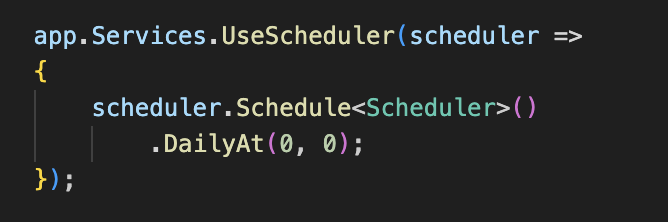 app.Services.UseScheduler(scheduler =>
{
    scheduler.Schedule<Scheduler>()
        .DailyAt(0, 0);
});